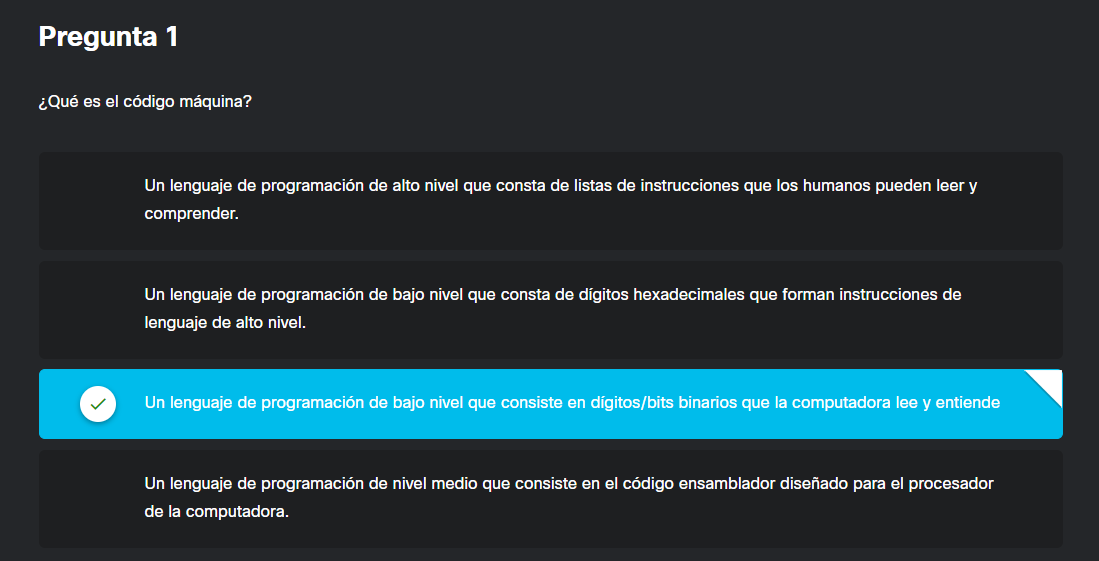 Pregunta 1
¿Qué es el código máquina?
Un lenguaje de programación de alto nivel que consta de listas de instrucciones que los humanos pueden leer y
comprender.
Un lenguaje de programación de bajo nivel que consta de dígitos hexadecimales que forman instrucciones de
lenguaje de alto nivel.
Un lenguaje de programación de bajo nivel que consiste en dígitos/bits binarios que la computadora lee y entiende
Un lenguaje de programación de nivel medio que consiste en el código ensamblador diseñado para el procesador
de la computadora.